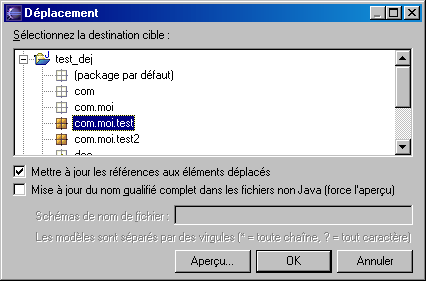 Déplacement
Sélectionnez la destination cible :
test_dej
(package par défaut)
com
com.moi
com.moi.test
com.moi.test2
Mettre à jour les références aux éléments déplacés
Mise à jour du nom qualifié complet dans les fichiers non Java (force l'aperçu)
Schémas de nom de fichier :
Les modèles sont séparés par des virgules (* = toute chaîne, ? = tout caractère)
Aperçu... OK Annuler